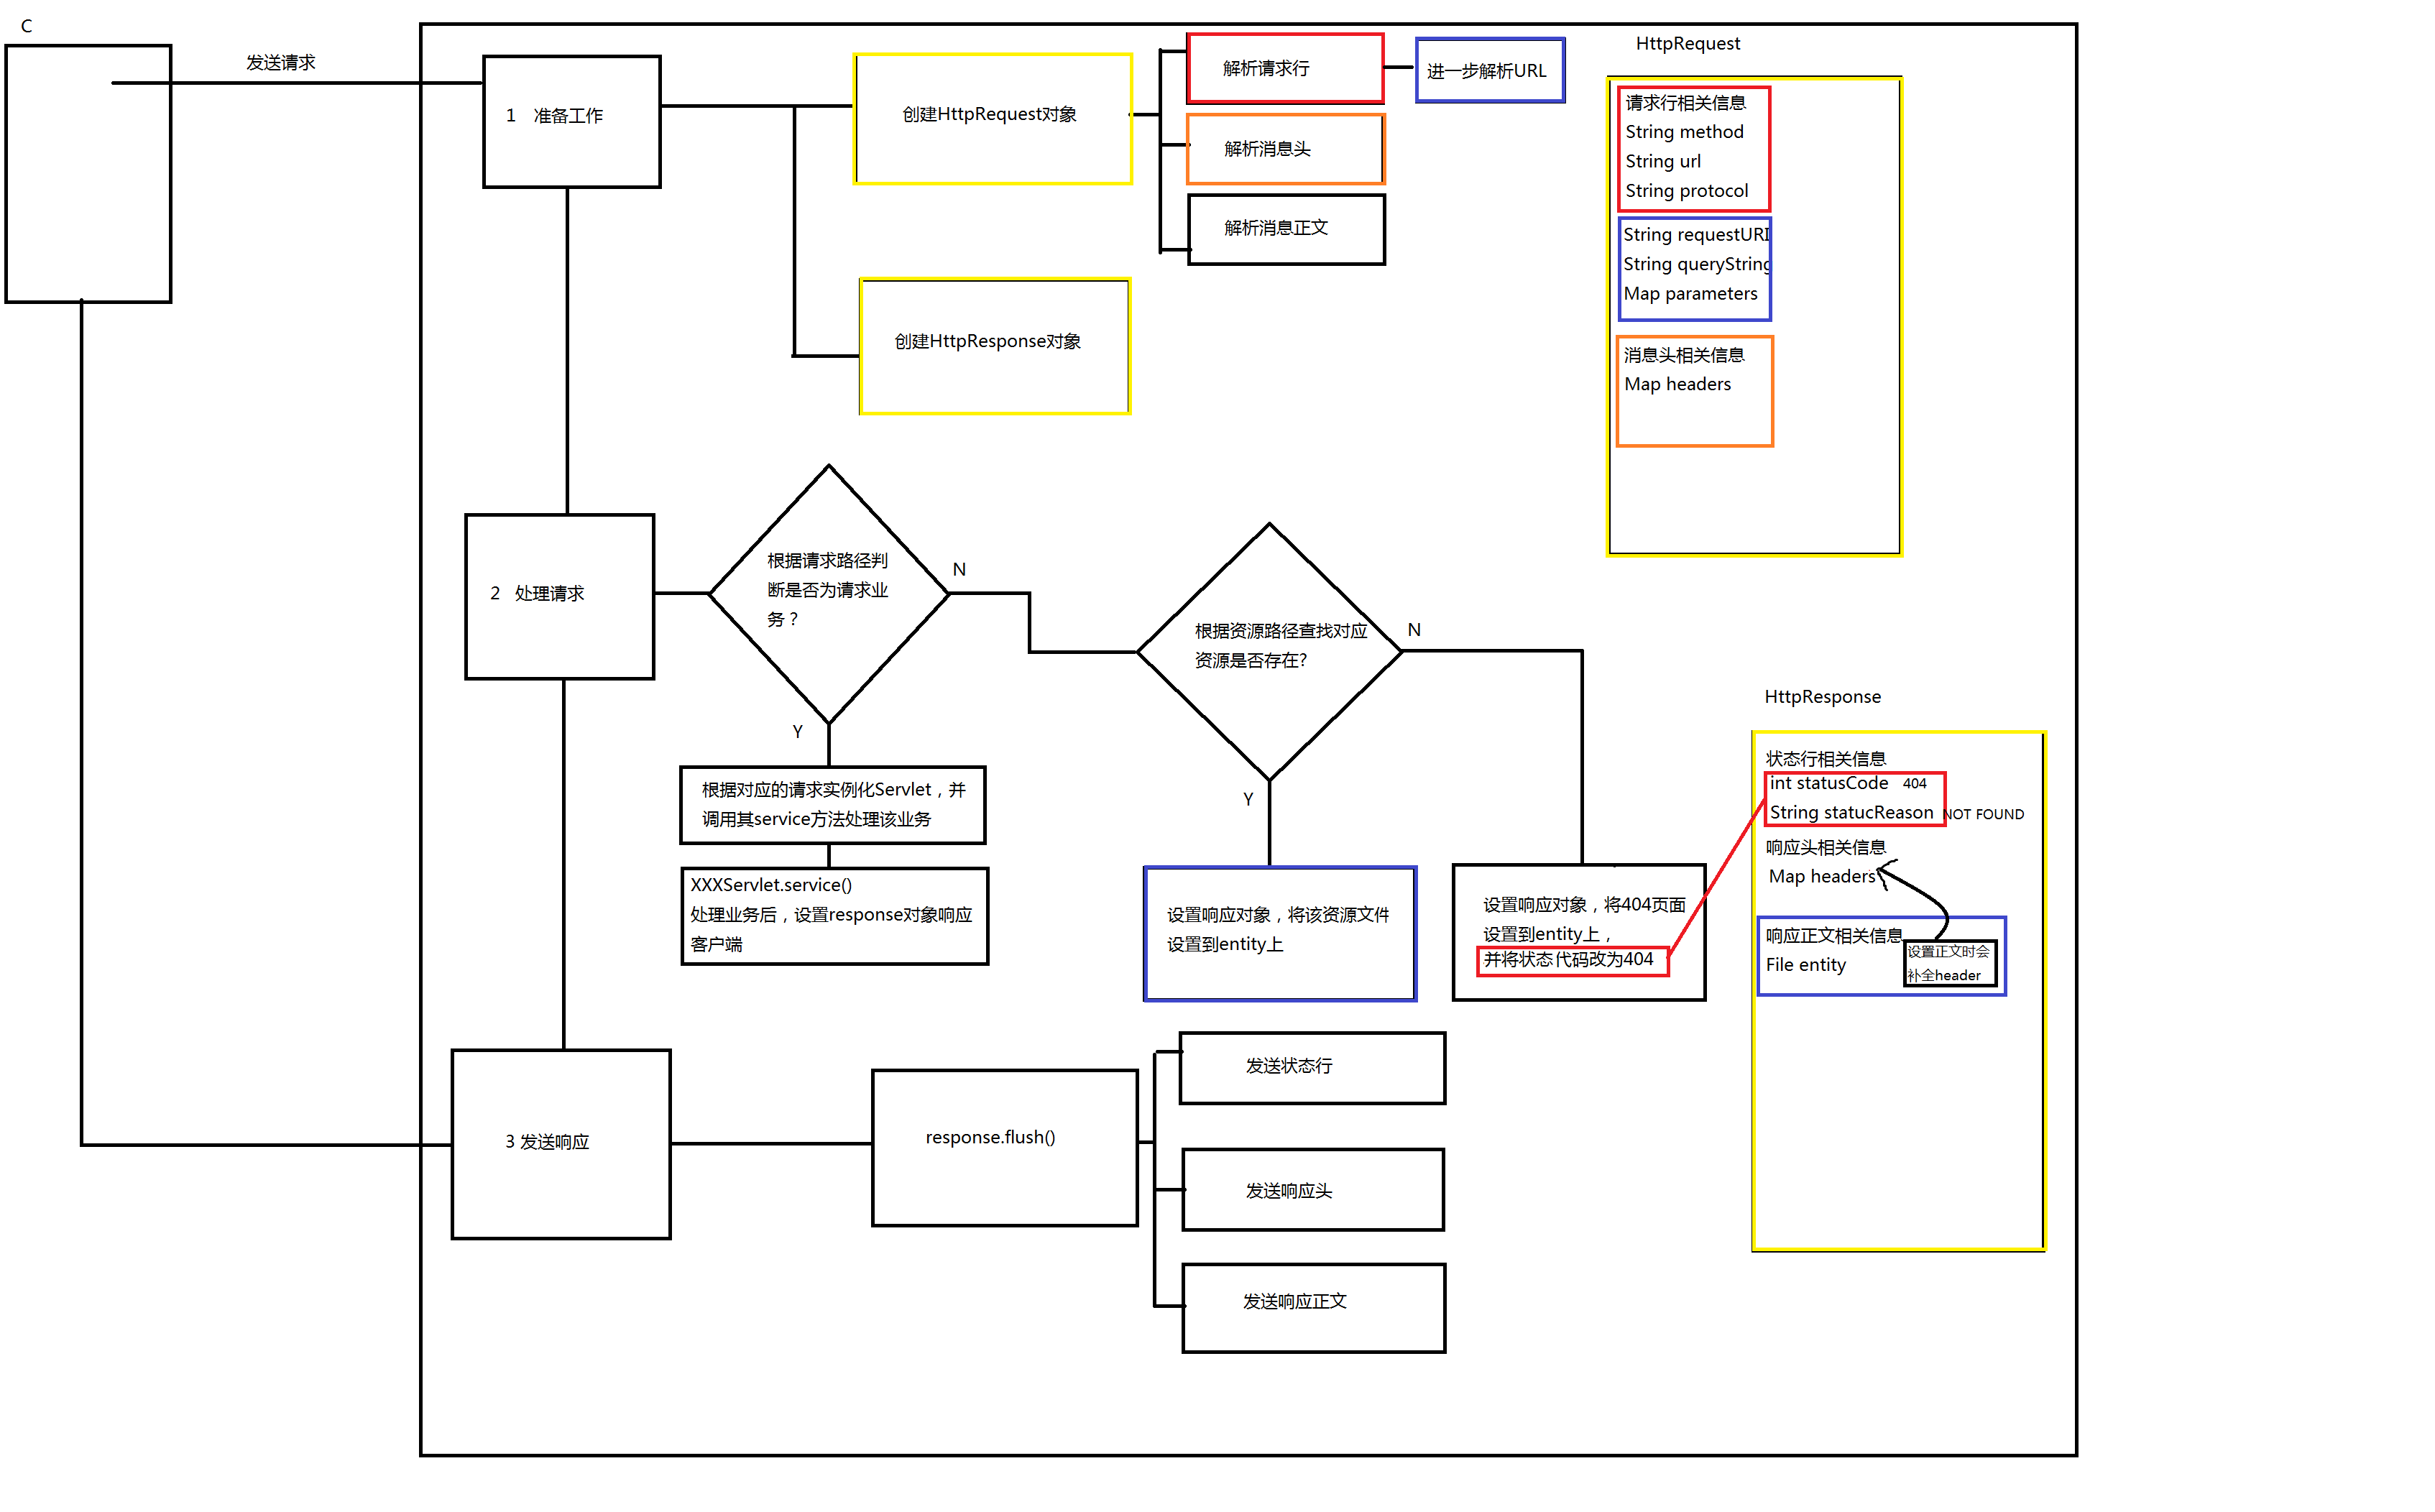 C
发送请求
1 准备工作
创建HttpRequest对象
解析请求行
进一步解析URL
解析消息头
解析消息正文
创建HttpResponse对象
HttpRequest
请求行相关信息
String method
String url
String protocol
String requestURI
String queryString
Map parameters
消息头相关信息
Map headers
2 处理请求
根据请求路径判
断是否为请求业
务？
N
Y
根据资源路径查找对应
资源是否存在?
N
Y
根据对应的请求实例化Servlet，并
调用其service方法处理该业务
XXXServlet.service()
处理业务后，设置response对象响应
客户端
设置响应对象，将该资源文件
设置到entity上
设置响应对象，将404页面
设置到entity上，
并将状态代码改为404
HttpResponse
状态行相关信息
int statusCode 404
String statucReason NOT FOUND
响应头相关信息
Map headers
响应正文相关信息
File entity
设置正文时会
补全header
3 发送响应
response.flush()
发送状态行
发送响应头
发送响应正文